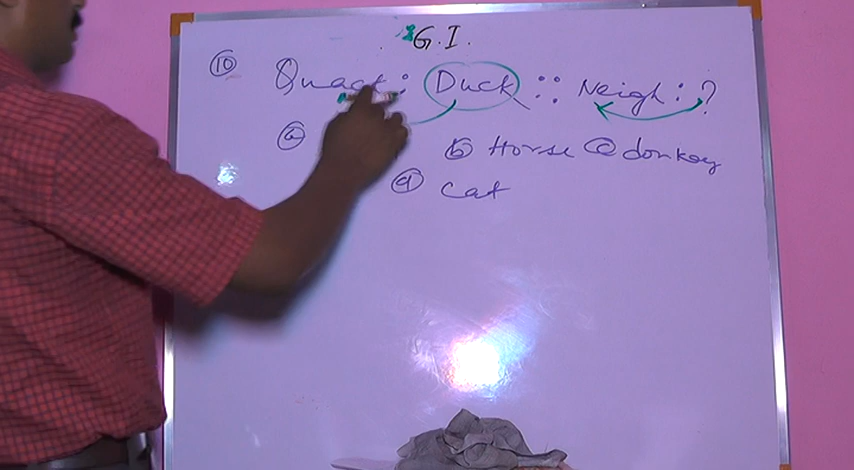 G.I.
⑩ Quack : Duck :: Neigh : ?
ⓐ ⓑ Horse ⓒ donkey
ⓓ cat